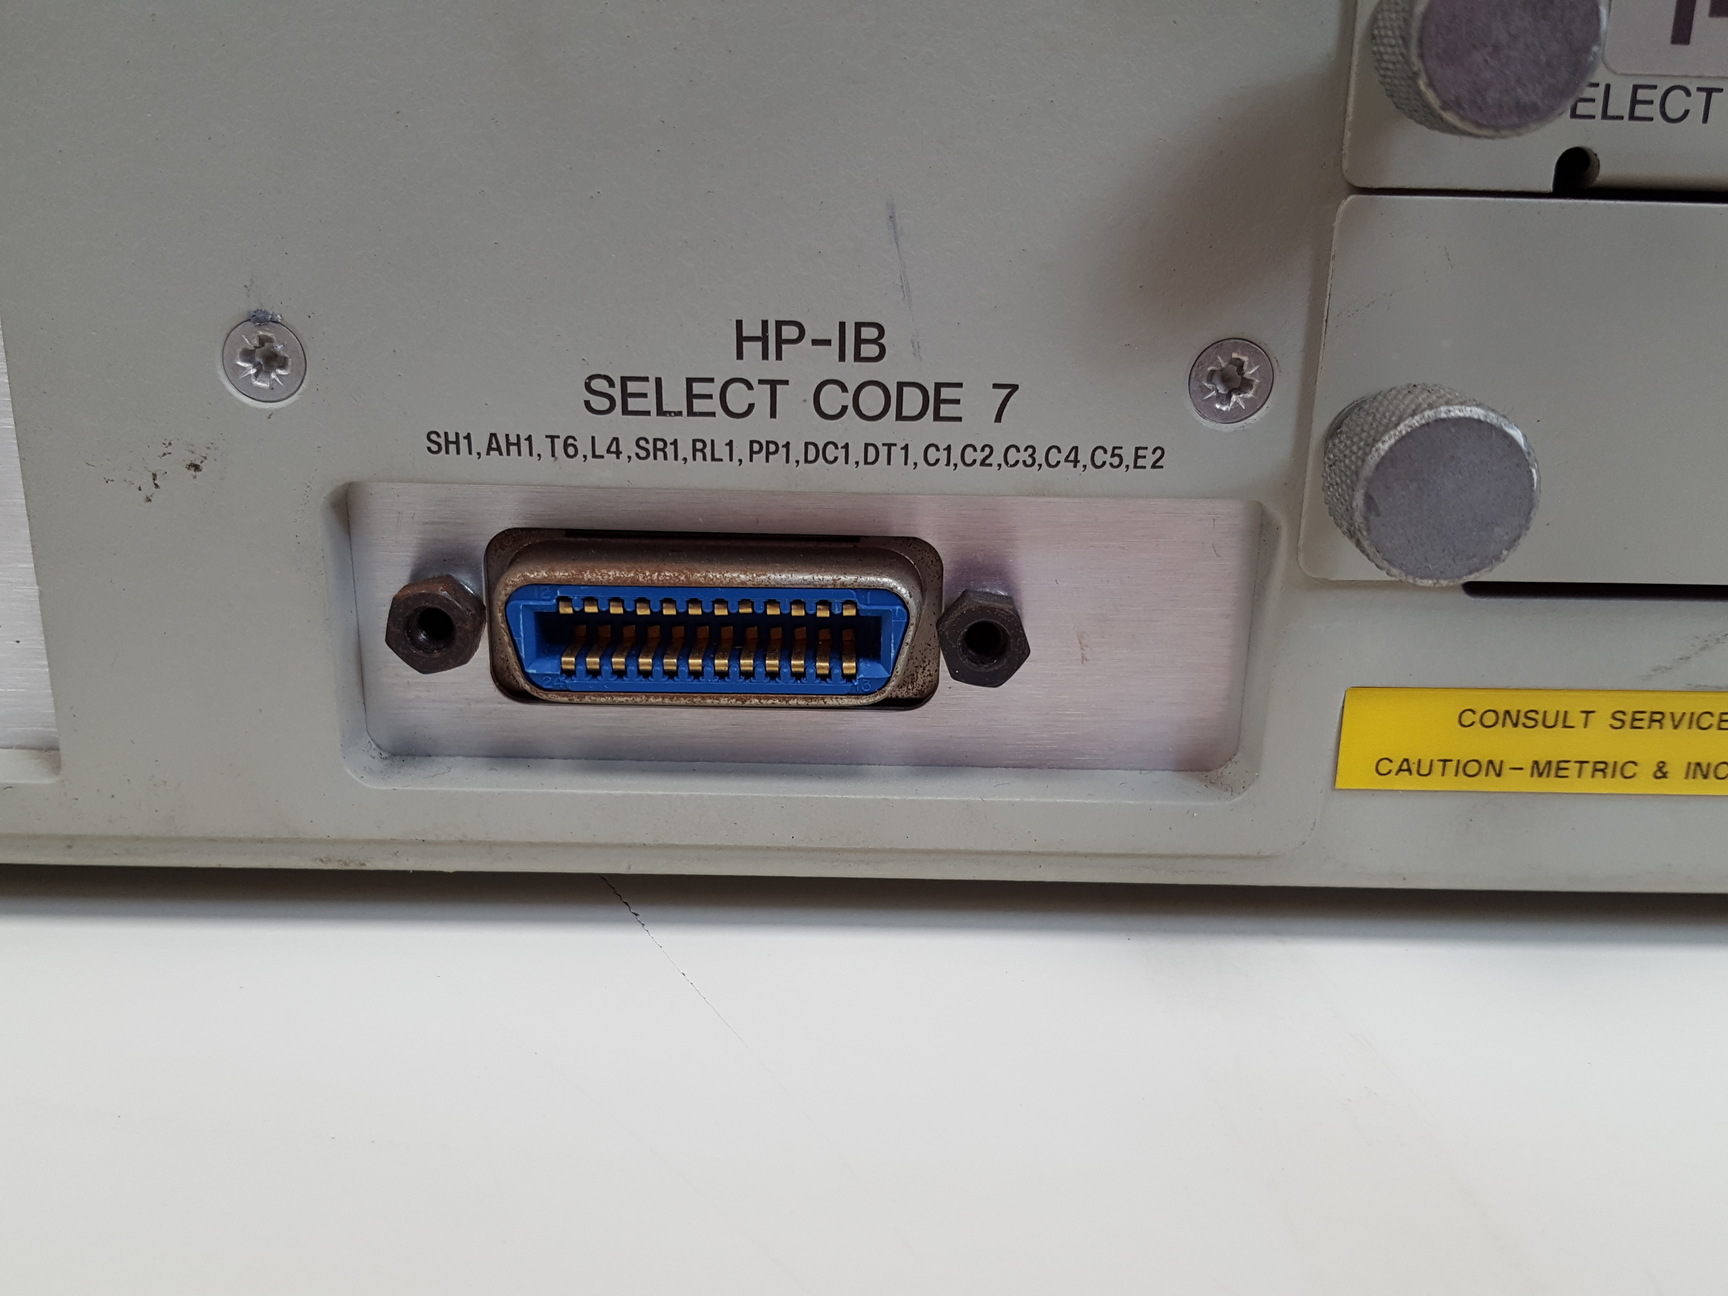 HP-IB
SELECT CODE 7
SH1,AH1,T6,L4,SR1,RL1,PP1,DC1,DT1,C1,C2,C3,C4,C5,E2
ELECT
CONSULT SERVICE
CAUTION-METRIC & INC